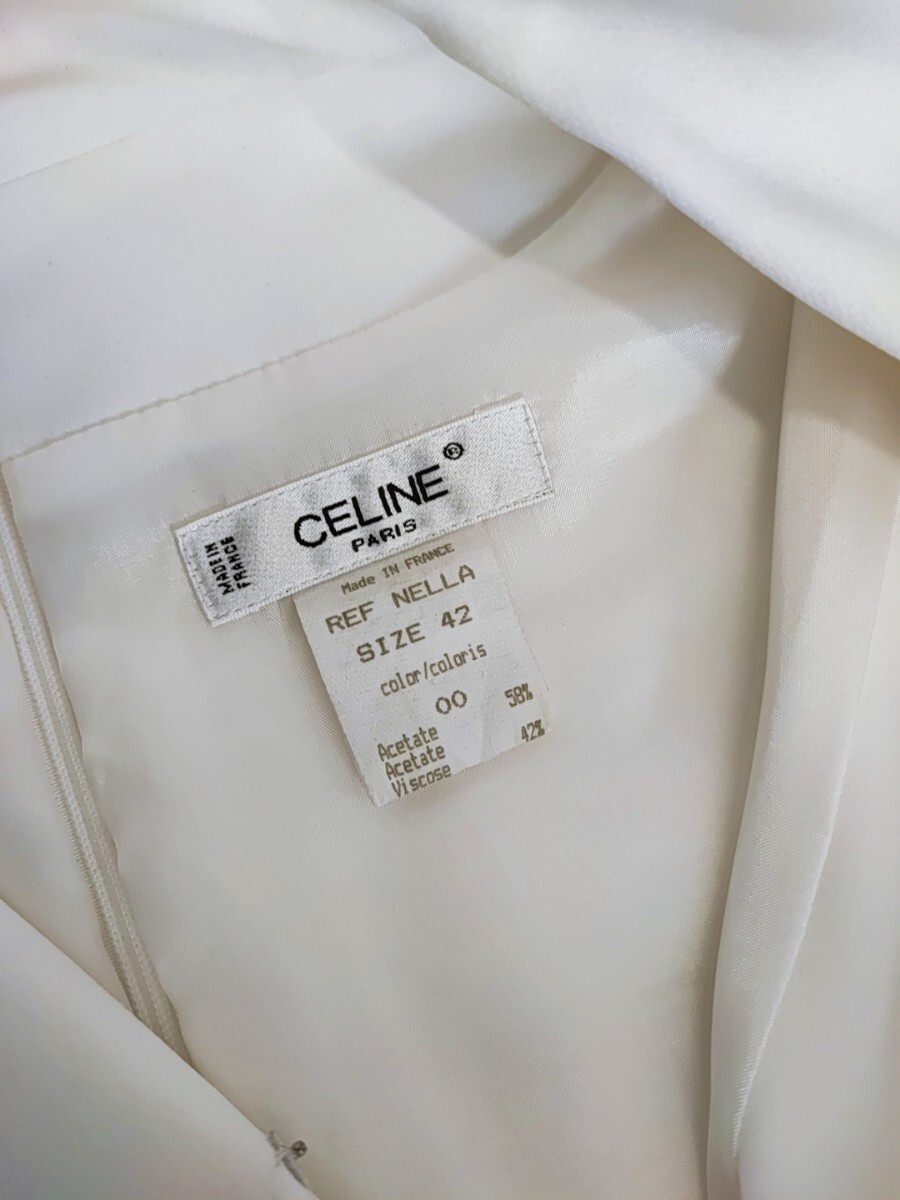 CELINE®
PARIS
MADE IN
FRANCE
Made IN FRANCE
REF NELLA
SIZE 42
color/coloris
00
58%
Acetate
42%
Acetate
Viscose